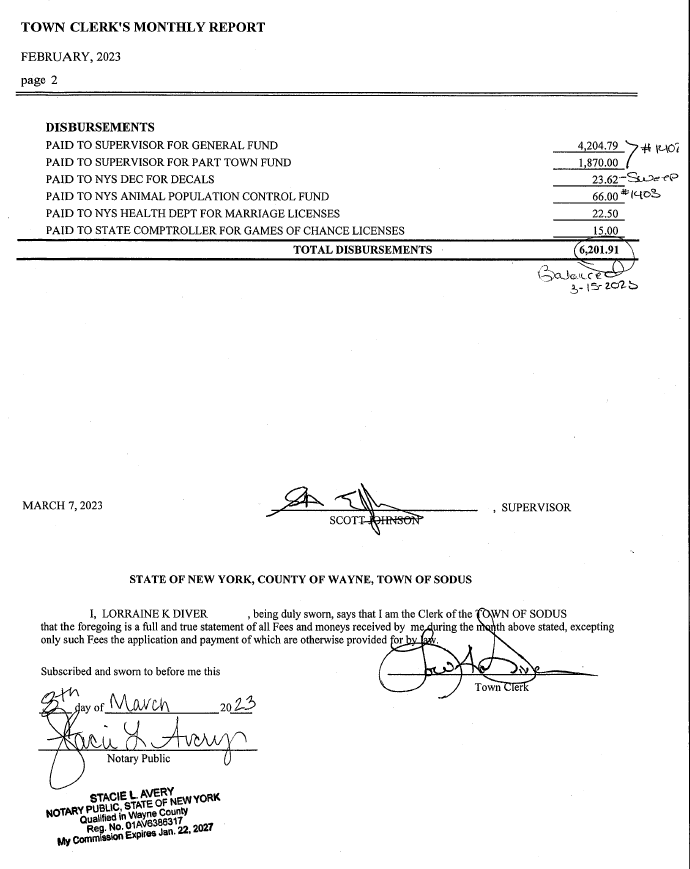 TOWN CLERK'S MONTHLY REPORT
FEBRUARY, 2023
page 2
DISBURSEMENTS
PAID TO SUPERVISOR FOR GENERAL FUND 4,204.79
PAID TO SUPERVISOR FOR PART TOWN FUND 1,870.00
PAID TO NYS DEC FOR DECALS 23.62 - Sweep
PAID TO NYS ANIMAL POPULATION CONTROL FUND 66.00 #1403
PAID TO NYS HEALTH DEPT FOR MARRIAGE LICENSES 22.50
PAID TO STATE COMPTROLLER FOR GAMES OF CHANCE LICENSES 15.00
TOTAL DISBURSEMENTS 6,201.91
Balanced
3-15-2023
MARCH 7, 2023 , SUPERVISOR
SCOTT JOHNSON
STATE OF NEW YORK, COUNTY OF WAYNE, TOWN OF SODUS
I, LORRAINE K DIVER , being duly sworn, says that I am the Clerk of the TOWN OF SODUS
that the foregoing is a full and true statement of all Fees and moneys received by me during the month above stated, excepting
only such Fees the application and payment of which are otherwise provided for by law.
Subscribed and sworn to before me this
Town Clerk
8th day of March 2023
Stacie L Avery
Notary Public
STACIE L. AVERY
NOTARY PUBLIC, STATE OF NEW YORK
Qualified in Wayne County
Reg. No. 01AV6386317
My Commission Expires Jan. 22, 2027